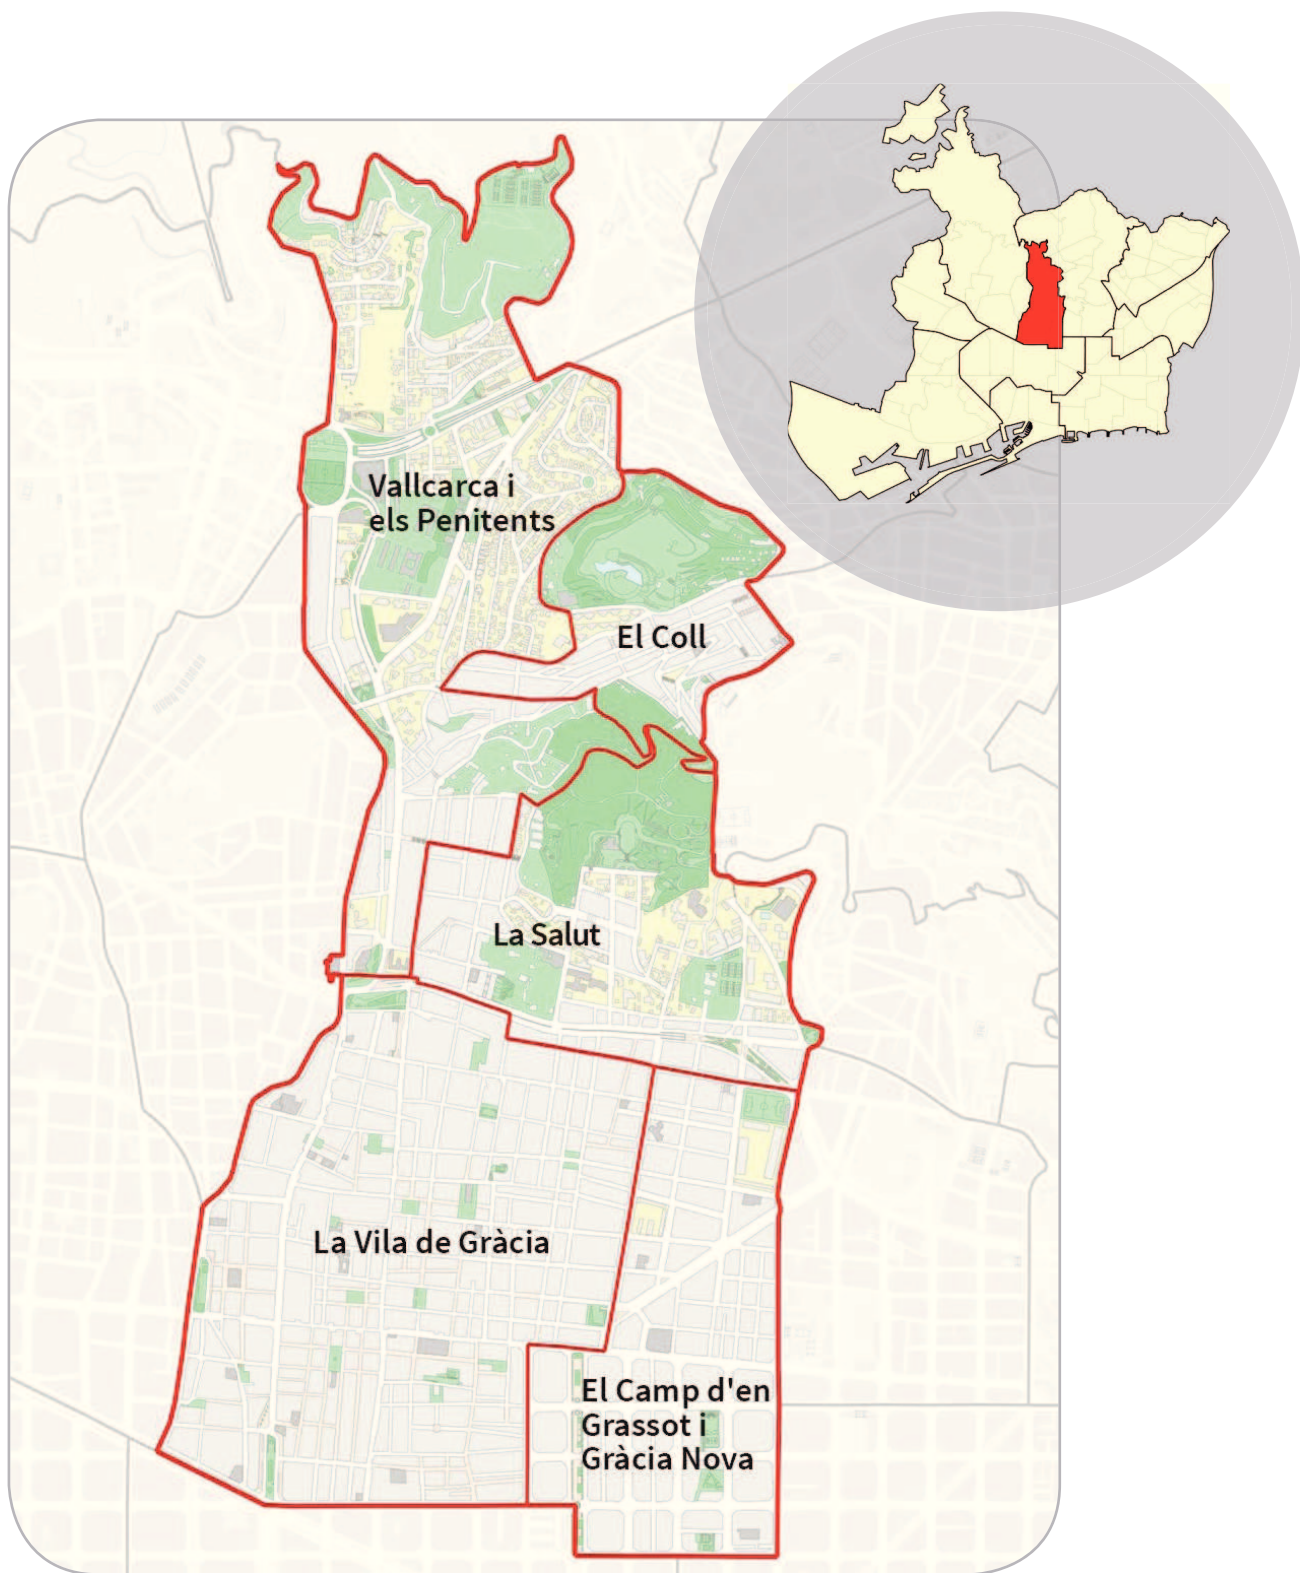 Vallcarca i
els Penitents
El Coll
La Salut
La Vila de Gràcia
El Camp d'en
Grassot i
Gràcia Nova